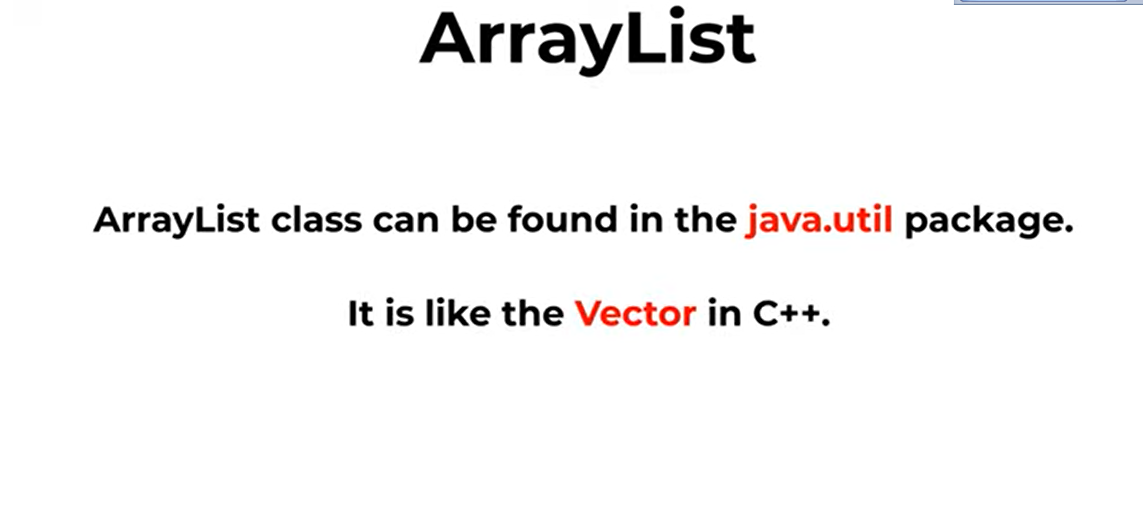 ArrayList
ArrayList class can be found in the java.util package.
It is like the Vector in C++.